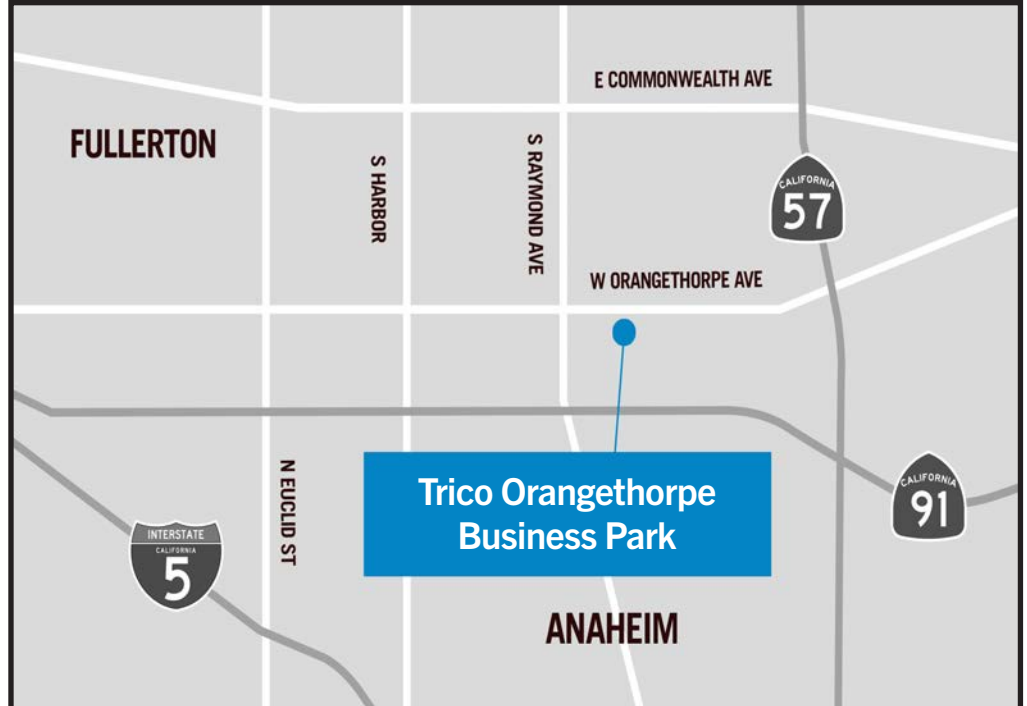 E COMMONWEALTH AVE
FULLERTON
S HARBOR
S RAYMOND AVE
CALIFORNIA
57
W ORANGETHORPE AVE
Trico Orangethorpe
Business Park
N EUCLID ST
CALIFORNIA
91
INTERSTATE
CALIFORNIA
5
ANAHEIM